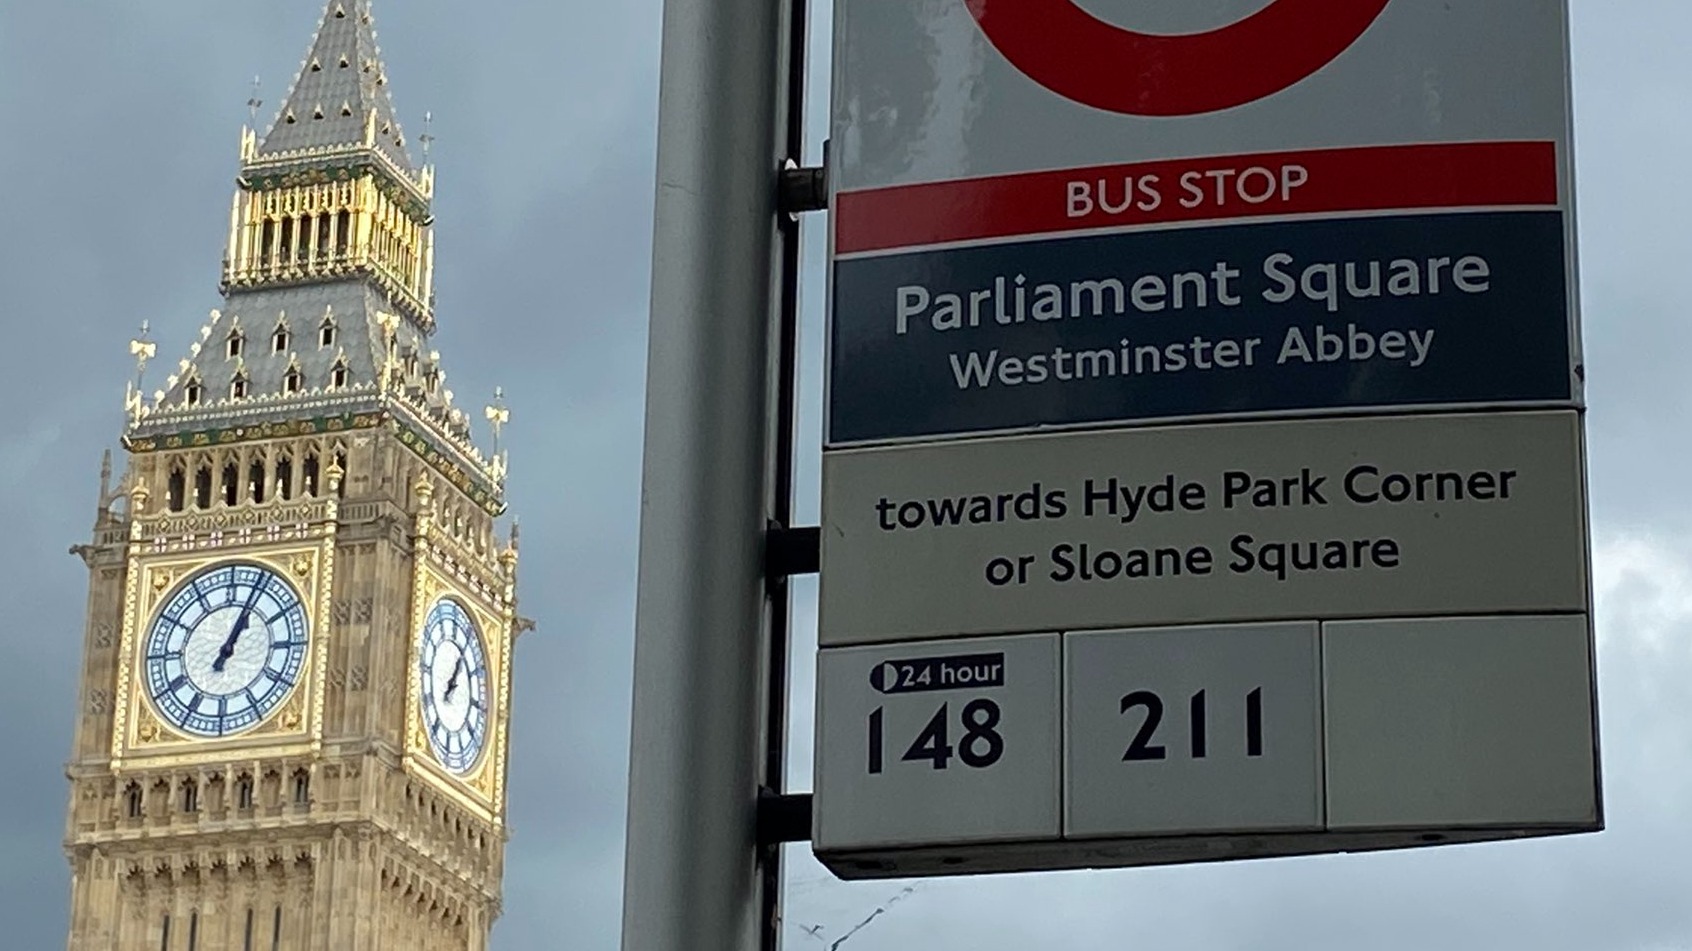 BUS STOP
Parliament Square
Westminster Abbey
towards Hyde Park Corner
or Sloane Square
24 hour
148
211